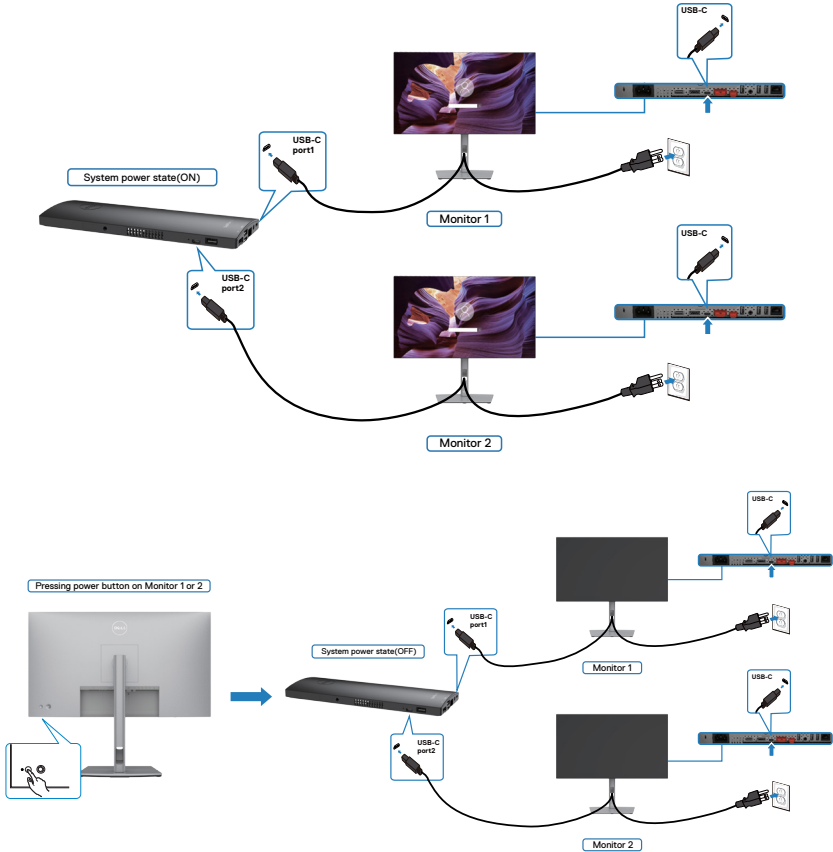 USB-C
USB-C
port1
System power state(ON)
Monitor 1
USB-C
USB-C
port2
Monitor 2
USB-C
Pressing power button on Monitor 1 or 2
DELL
USB-C
port1
System power state(OFF)
Monitor 1
USB-C
USB-C
port2
Monitor 2